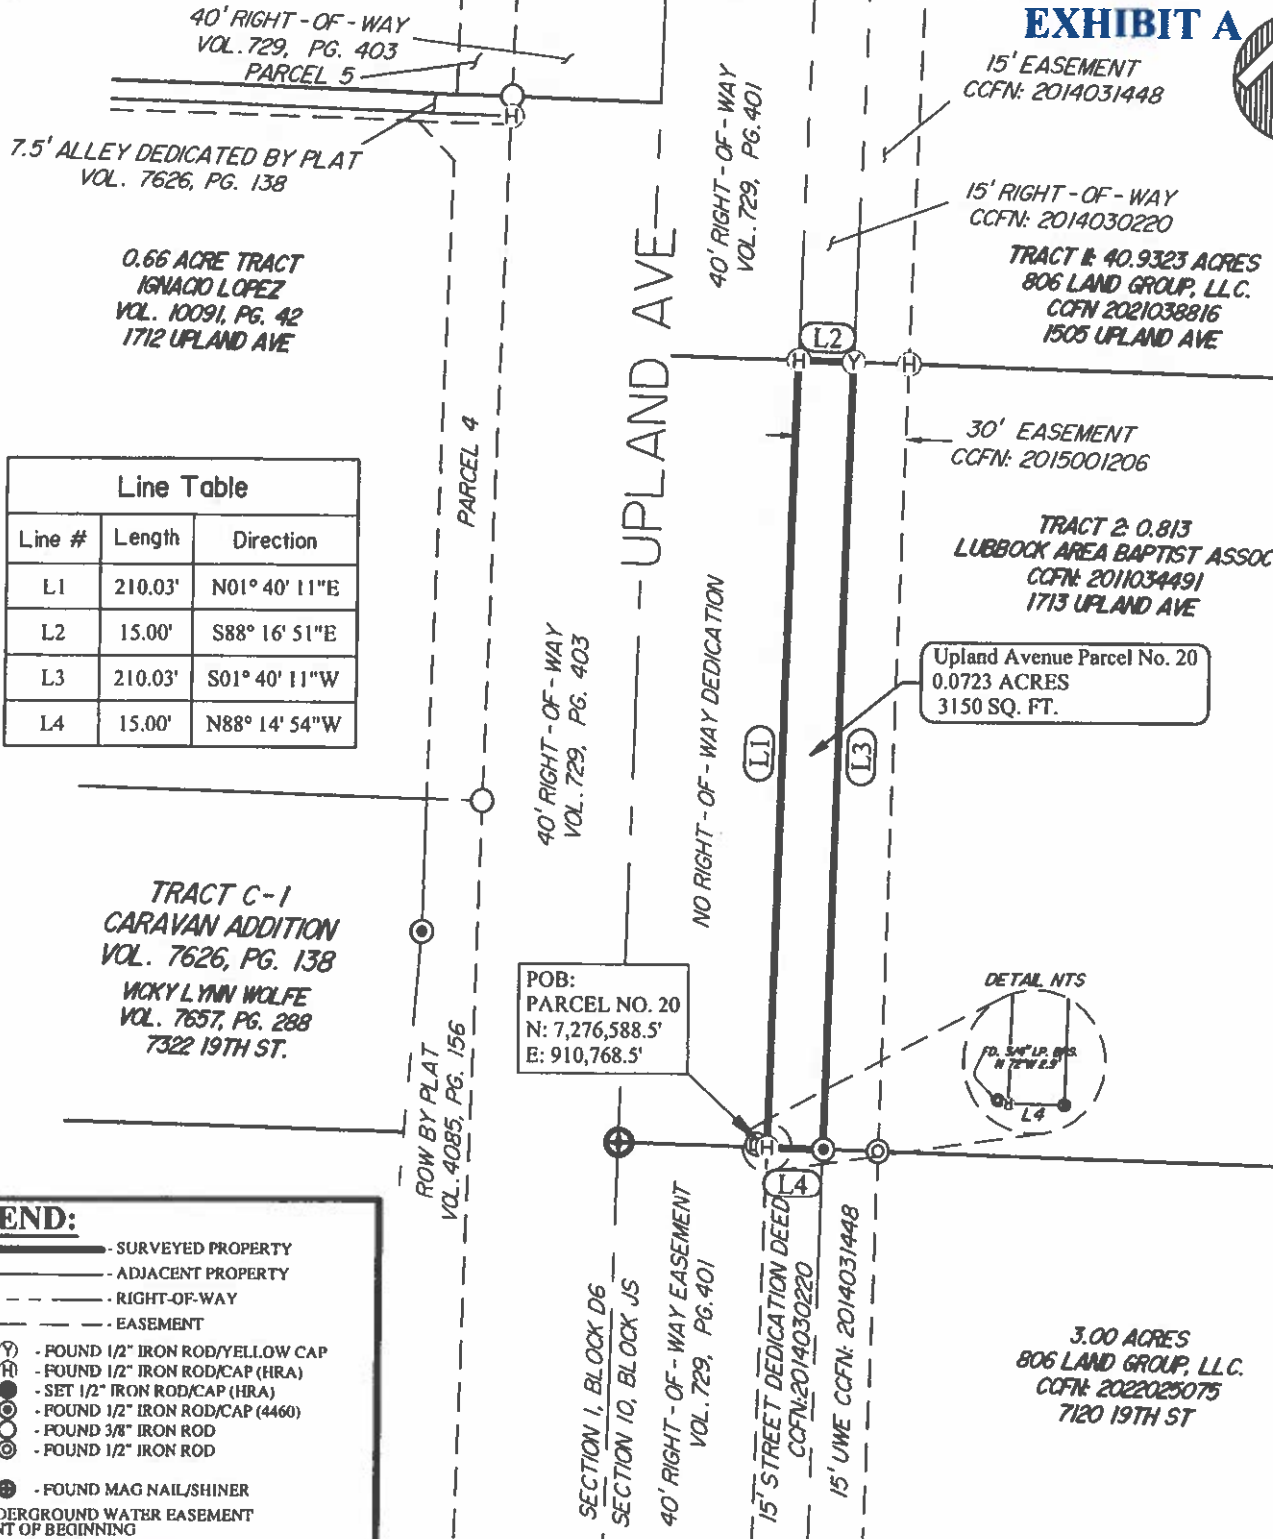 EXHIBIT A
40' RIGHT-OF-WAY
VOL. 729, PG. 403
PARCEL 5
7.5' ALLEY DEDICATED BY PLAT
VOL. 7626, PG. 138
H
40' RIGHT-OF-WAY
VOL. 729, PG. 401
15' EASEMENT
CCFN: 2014031448
15' RIGHT-OF-WAY
CCFN: 2014030220
0.66 ACRE TRACT
IGNACIO LOPEZ
VOL. 10091, PG. 42
1712 UPLAND AVE
TRACT 1: 40.9323 ACRES
806 LAND GROUP, LLC.
CCFN 2021038816
1505 UPLAND AVE
UPLAND AVE
L2
H
Y
H
PARCEL 4
30' EASEMENT
CCFN: 2015001206
Line Table
Line # Length Direction
L1 210.03' N01° 40' 11"E
L2 15.00' S88° 16' 51"E
L3 210.03' S01° 40' 11"W
L4 15.00' N88° 14' 54"W
TRACT 2: 0.813
LUBBOCK AREA BAPTIST ASSOC
CCFN: 2011034491
1713 UPLAND AVE
40' RIGHT-OF-WAY
VOL. 729, PG. 403
NO RIGHT-OF-WAY DEDICATION
Upland Avenue Parcel No. 20
0.0723 ACRES
3150 SQ. FT.
L1
L3
TRACT C-1
CARAVAN ADDITION
VOL. 7626, PG. 138
VICKY LYNN WOLFE
VOL. 7657, PG. 288
7322 19TH ST.
POB:
PARCEL NO. 20
N: 7,276,588.5'
E: 910,768.5'
DETAIL NTS
FD. 3/4" I.P. BRS.
N 72°W 2.9'
H
L4
ROW BY PLAT
VOL. 4085, PG. 156
H
L4
SECTION 1, BLOCK D6
SECTION 10, BLOCK JS
40' RIGHT-OF-WAY EASEMENT
VOL. 729, PG. 401
15' STREET DEDICATION DEED
CCFN:2014030220
15' UWE CCFN: 2014031448
3.00 ACRES
806 LAND GROUP, LLC.
CCFN: 2022025075
7120 19TH ST
END:
- SURVEYED PROPERTY
- ADJACENT PROPERTY
- RIGHT-OF-WAY
- EASEMENT
Y - FOUND 1/2" IRON ROD/YELLOW CAP
H - FOUND 1/2" IRON ROD/CAP (HRA)
- SET 1/2" IRON ROD/CAP (HRA)
- FOUND 1/2" IRON ROD/CAP (4460)
- FOUND 3/8" IRON ROD
- FOUND 1/2" IRON ROD
- FOUND MAG NAIL/SHINER
DERGROUND WATER EASEMENT
NT OF BEGINNING